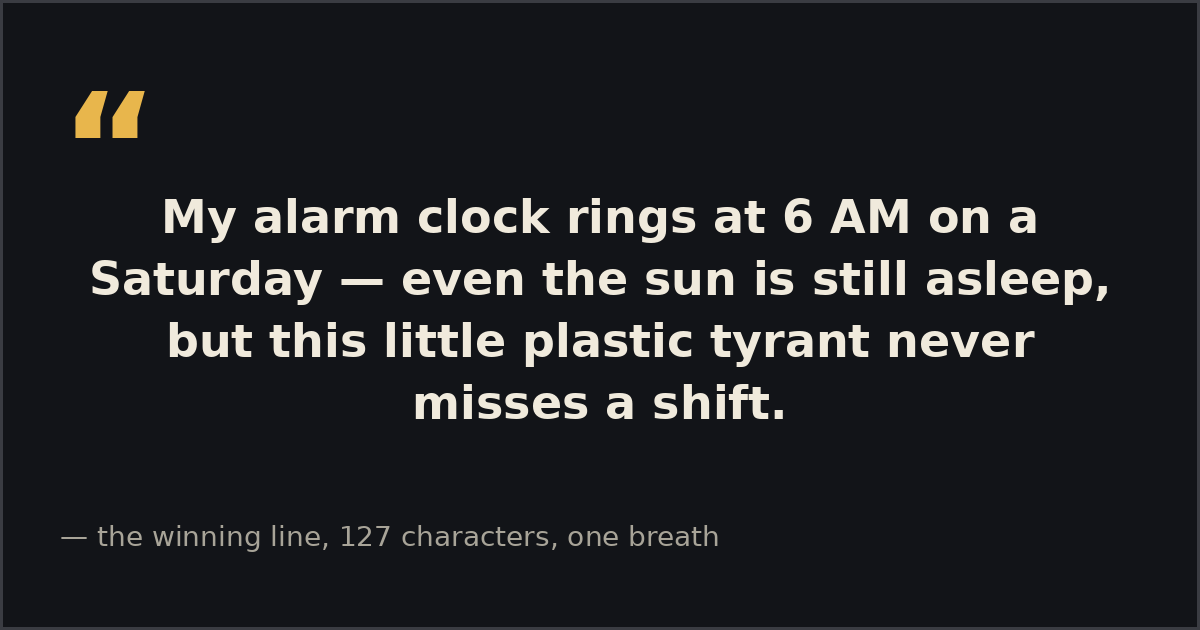 “
My alarm clock rings at 6 AM on a
Saturday — even the sun is still asleep,
but this little plastic tyrant never
misses a shift.
— the winning line, 127 characters, one breath